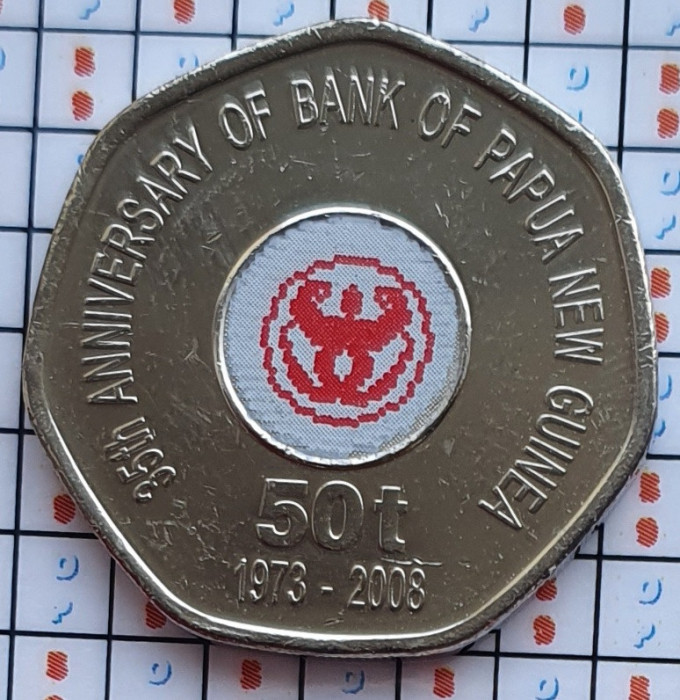 35th ANNIVERSARY OF BANK OF PAPUA NEW GUINEA
50t
1973 - 2008